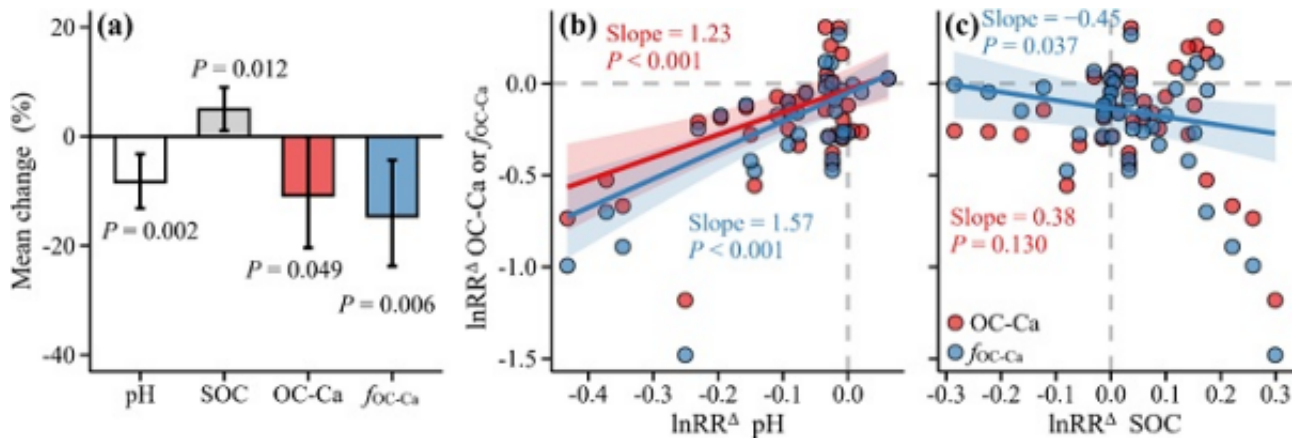 (a)
Mean change (%)
20
0
-20
-40
P = 0.012
P = 0.002
P = 0.049
P = 0.006
pH SOC OC-Ca fOC-Ca
(b)
lnRR^Δ OC-Ca or fOC-Ca
0.0
-0.5
-1.0
-1.5
Slope = 1.23
P < 0.001
Slope = 1.57
P < 0.001
-0.4 -0.3 -0.2 -0.1 0.0
lnRR^Δ pH
(c)
Slope = −0.45
P = 0.037
Slope = 0.38
P = 0.130
OC-Ca
fOC-Ca
-0.3 -0.2 -0.1 0.0 0.1 0.2 0.3
lnRR^Δ SOC